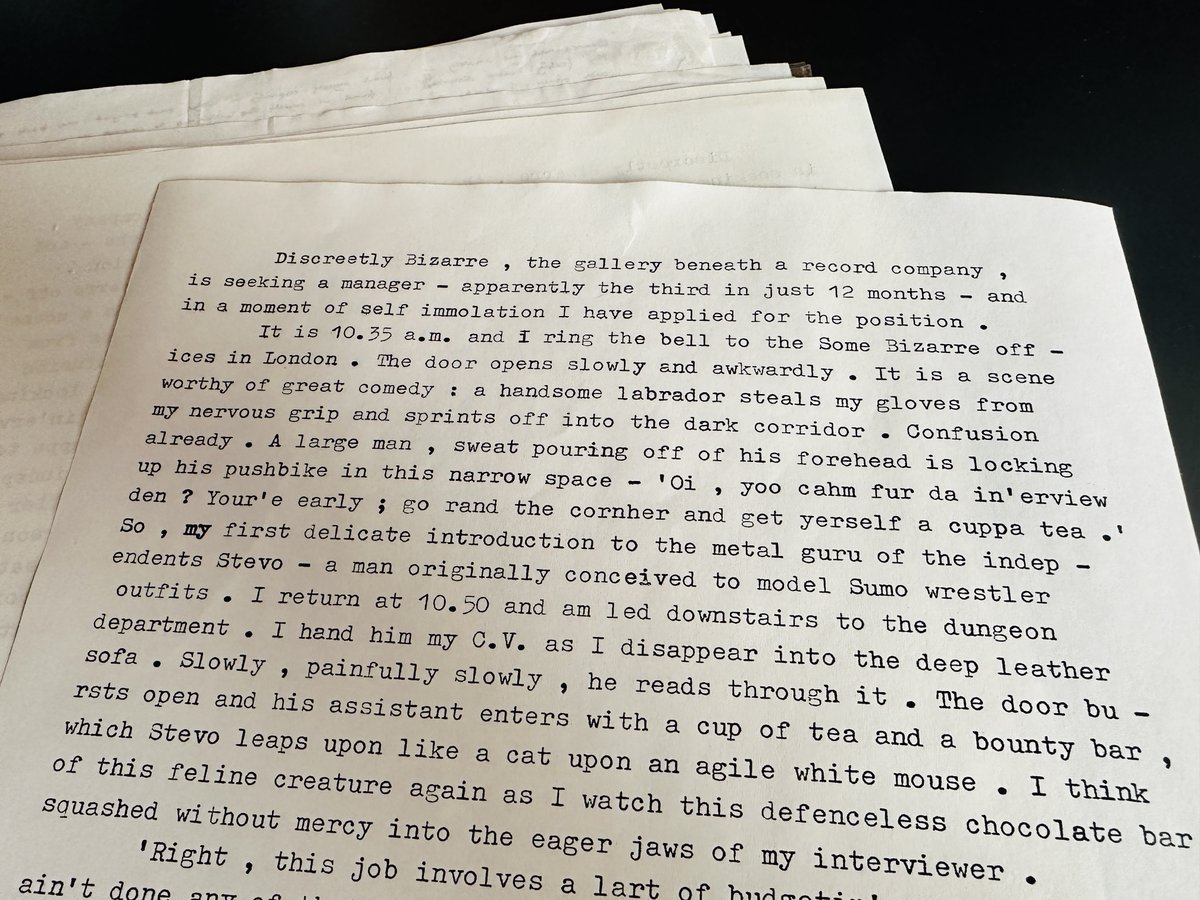 Discreetly Bizarre , the gallery beneath a record company ,
is seeking a manager – apparently the third in just 12 months – and
in a moment of self immolation I have applied for the position .
It is 10.35 a.m. and I ring the bell to the Some Bizarre off –
ices in London . The door opens slowly and awkwardly . It is a scene
worthy of great comedy : a handsome labrador steals my gloves from
my nervous grip and sprints off into the dark corridor . Confusion
already . A large man , sweat pouring off of his forehead is locking
up his pushbike in this narrow space – 'Oi , yoo cahm fur da in'erview
den ? Your'e early ; go rand the cornher and get yerself a cuppa tea .'
So , my first delicate introduction to the metal guru of the indep –
endents Stevo – a man originally conceived to model Sumo wrestler
outfits . I return at 10.50 and am led downstairs to the dungeon
department . I hand him my C.V. as I disappear into the deep leather
sofa . Slowly , painfully slowly , he reads through it . The door bu –
rsts open and his assistant enters with a cup of tea and a bounty bar ,
which Stevo leaps upon like a cat upon an agile white mouse . I think
of this feline creature again as I watch this defenceless chocolate bar
squashed without mercy into the eager jaws of my interviewer .
'Right , this job involves a lart of budgetin'
ain't done any of